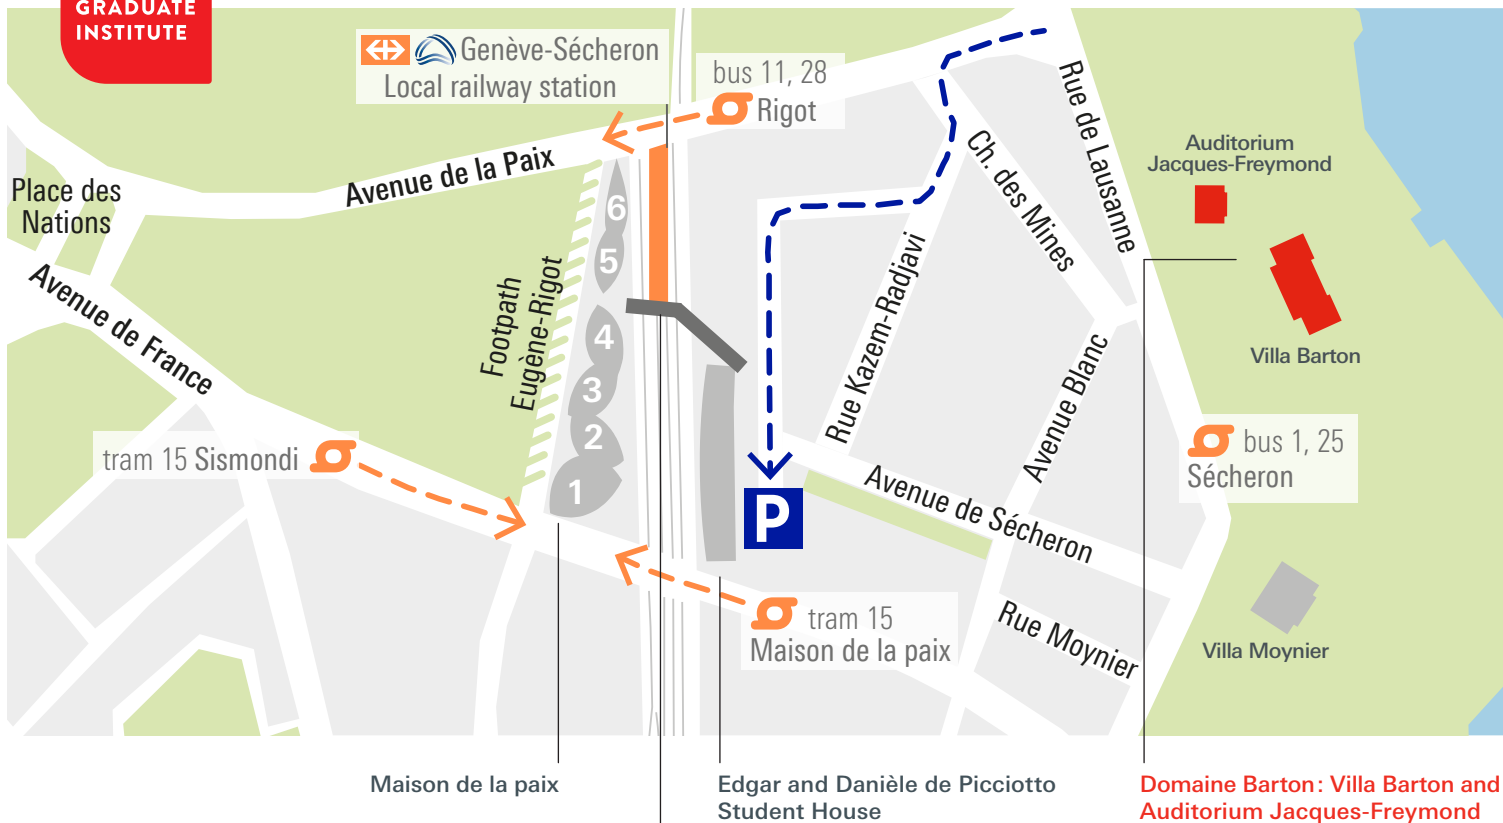 GRADUATE
INSTITUTE
Genève-Sécheron
Local railway station
bus 11, 28
Rigot
Rue de Lausanne
Auditorium
Jacques-Freymond
Ch. des Mines
Avenue de la Paix
Place des
Nations
6
5
4
3
2
1
Footpath
Eugène-Rigot
Avenue de France
Rue Kazem-Radjavi
Avenue Blanc
Villa Barton
bus 1, 25
Sécheron
tram 15 Sismondi
P
Avenue de Sécheron
tram 15
Maison de la paix
Rue Moynier
Villa Moynier
Maison de la paix
Edgar and Danièle de Picciotto
Student House
Domaine Barton: Villa Barton and
Auditorium Jacques-Freymond